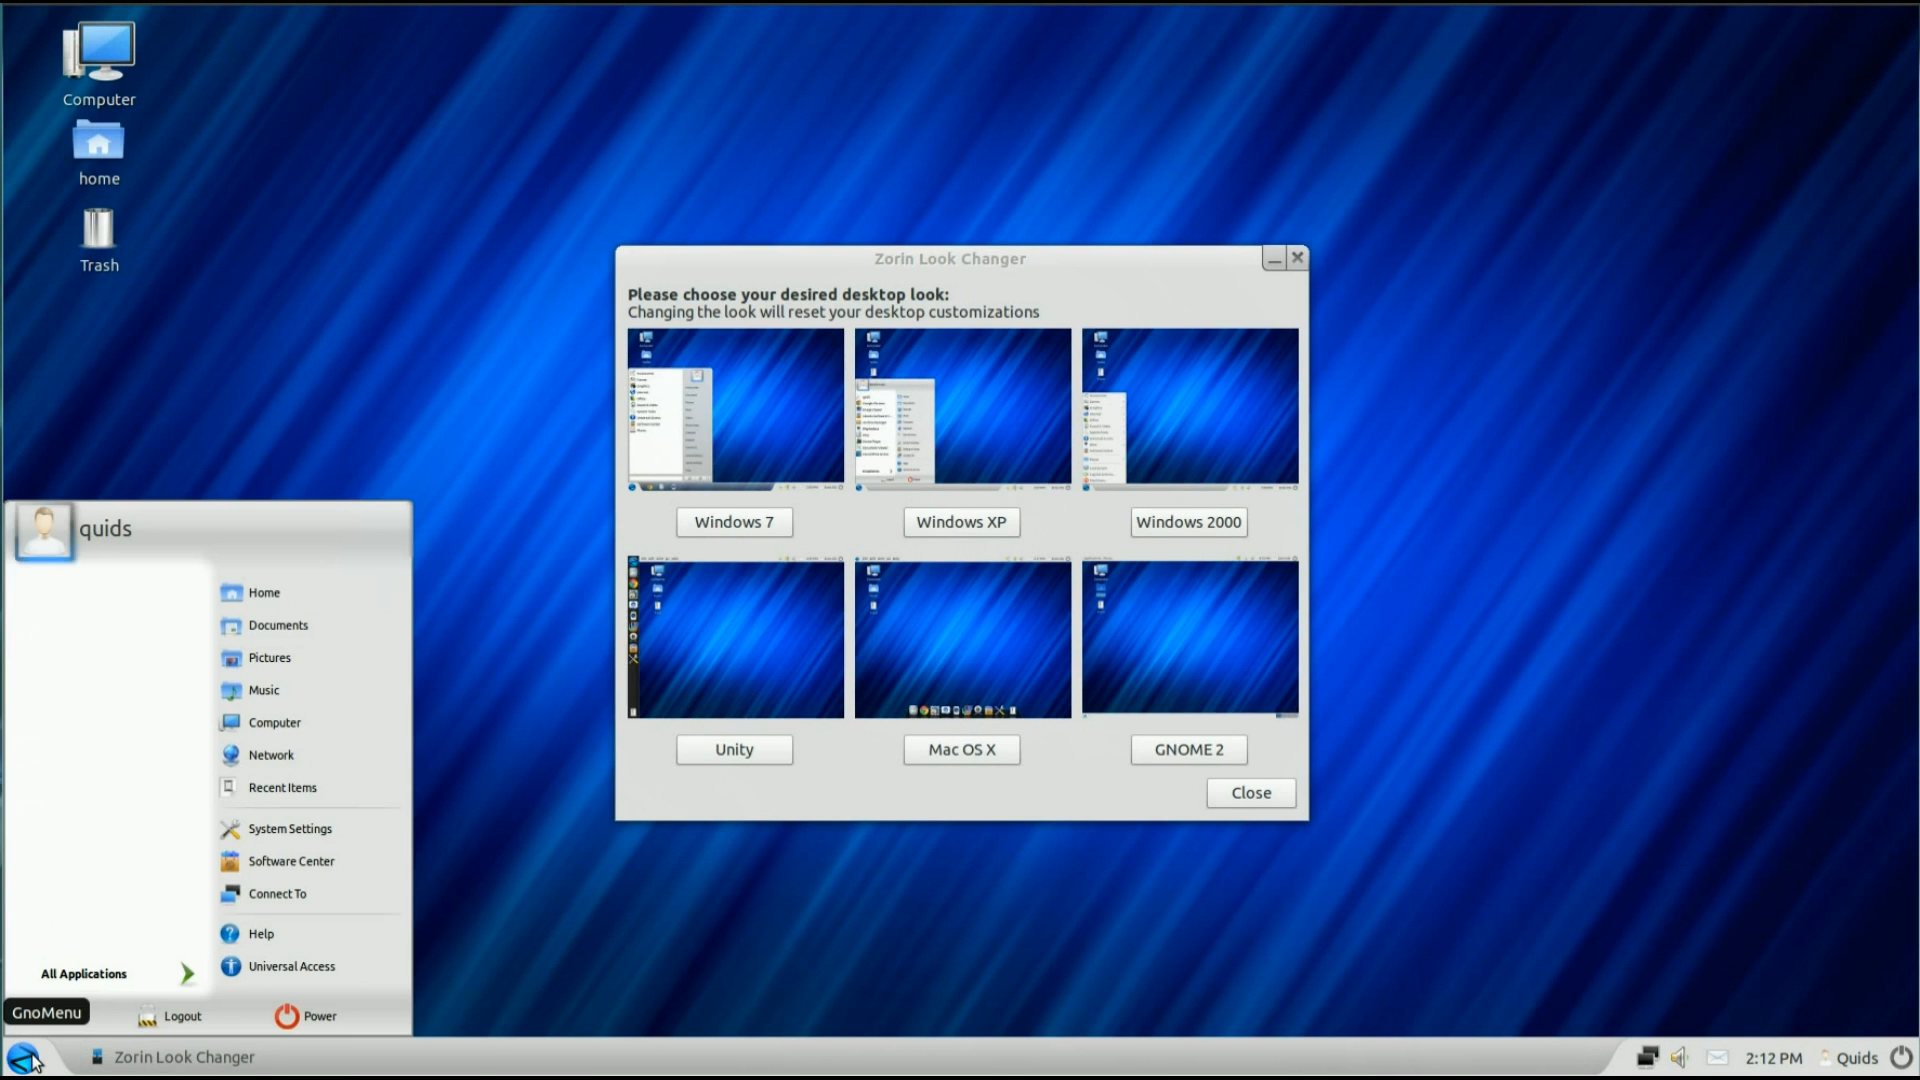 Computer
home
Trash
Zorin Look Changer
Please choose your desired desktop look:
Changing the look will reset your desktop customizations
Windows 7
Windows XP
Windows 2000
Unity
Mac OS X
GNOME 2
Close
quids
Home
Documents
Pictures
Music
Computer
Network
Recent Items
System Settings
Software Center
Connect To
Help
Universal Access
All Applications
GnoMenu
Logout
Power
Zorin Look Changer
2:12 PM
Quids